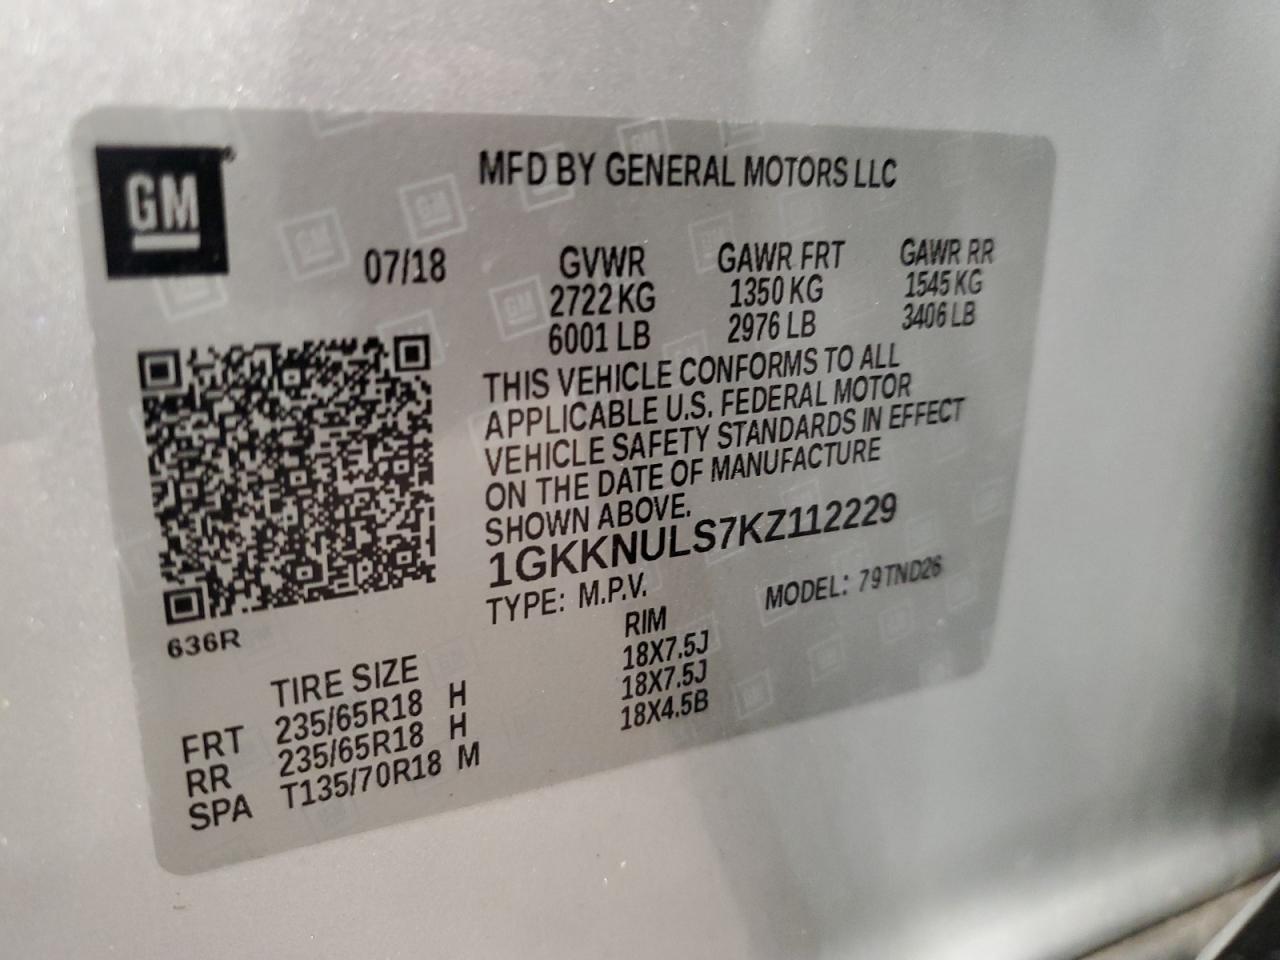 GM
MFD BY GENERAL MOTORS LLC
07/18 GVWR GAWR FRT GAWR RR
2722 KG 1350 KG 1545 KG
6001 LB 2976 LB 3406 LB
THIS VEHICLE CONFORMS TO ALL
APPLICABLE U.S. FEDERAL MOTOR
VEHICLE SAFETY STANDARDS IN EFFECT
ON THE DATE OF MANUFACTURE
SHOWN ABOVE.
1GKKNULS7KZ112229
TYPE: M.P.V. MODEL: 79TND26
636R
TIRE SIZE RIM
FRT 235/65R18 H 18X7.5J
RR 235/65R18 H 18X7.5J
SPA T135/70R18 M 18X4.5B